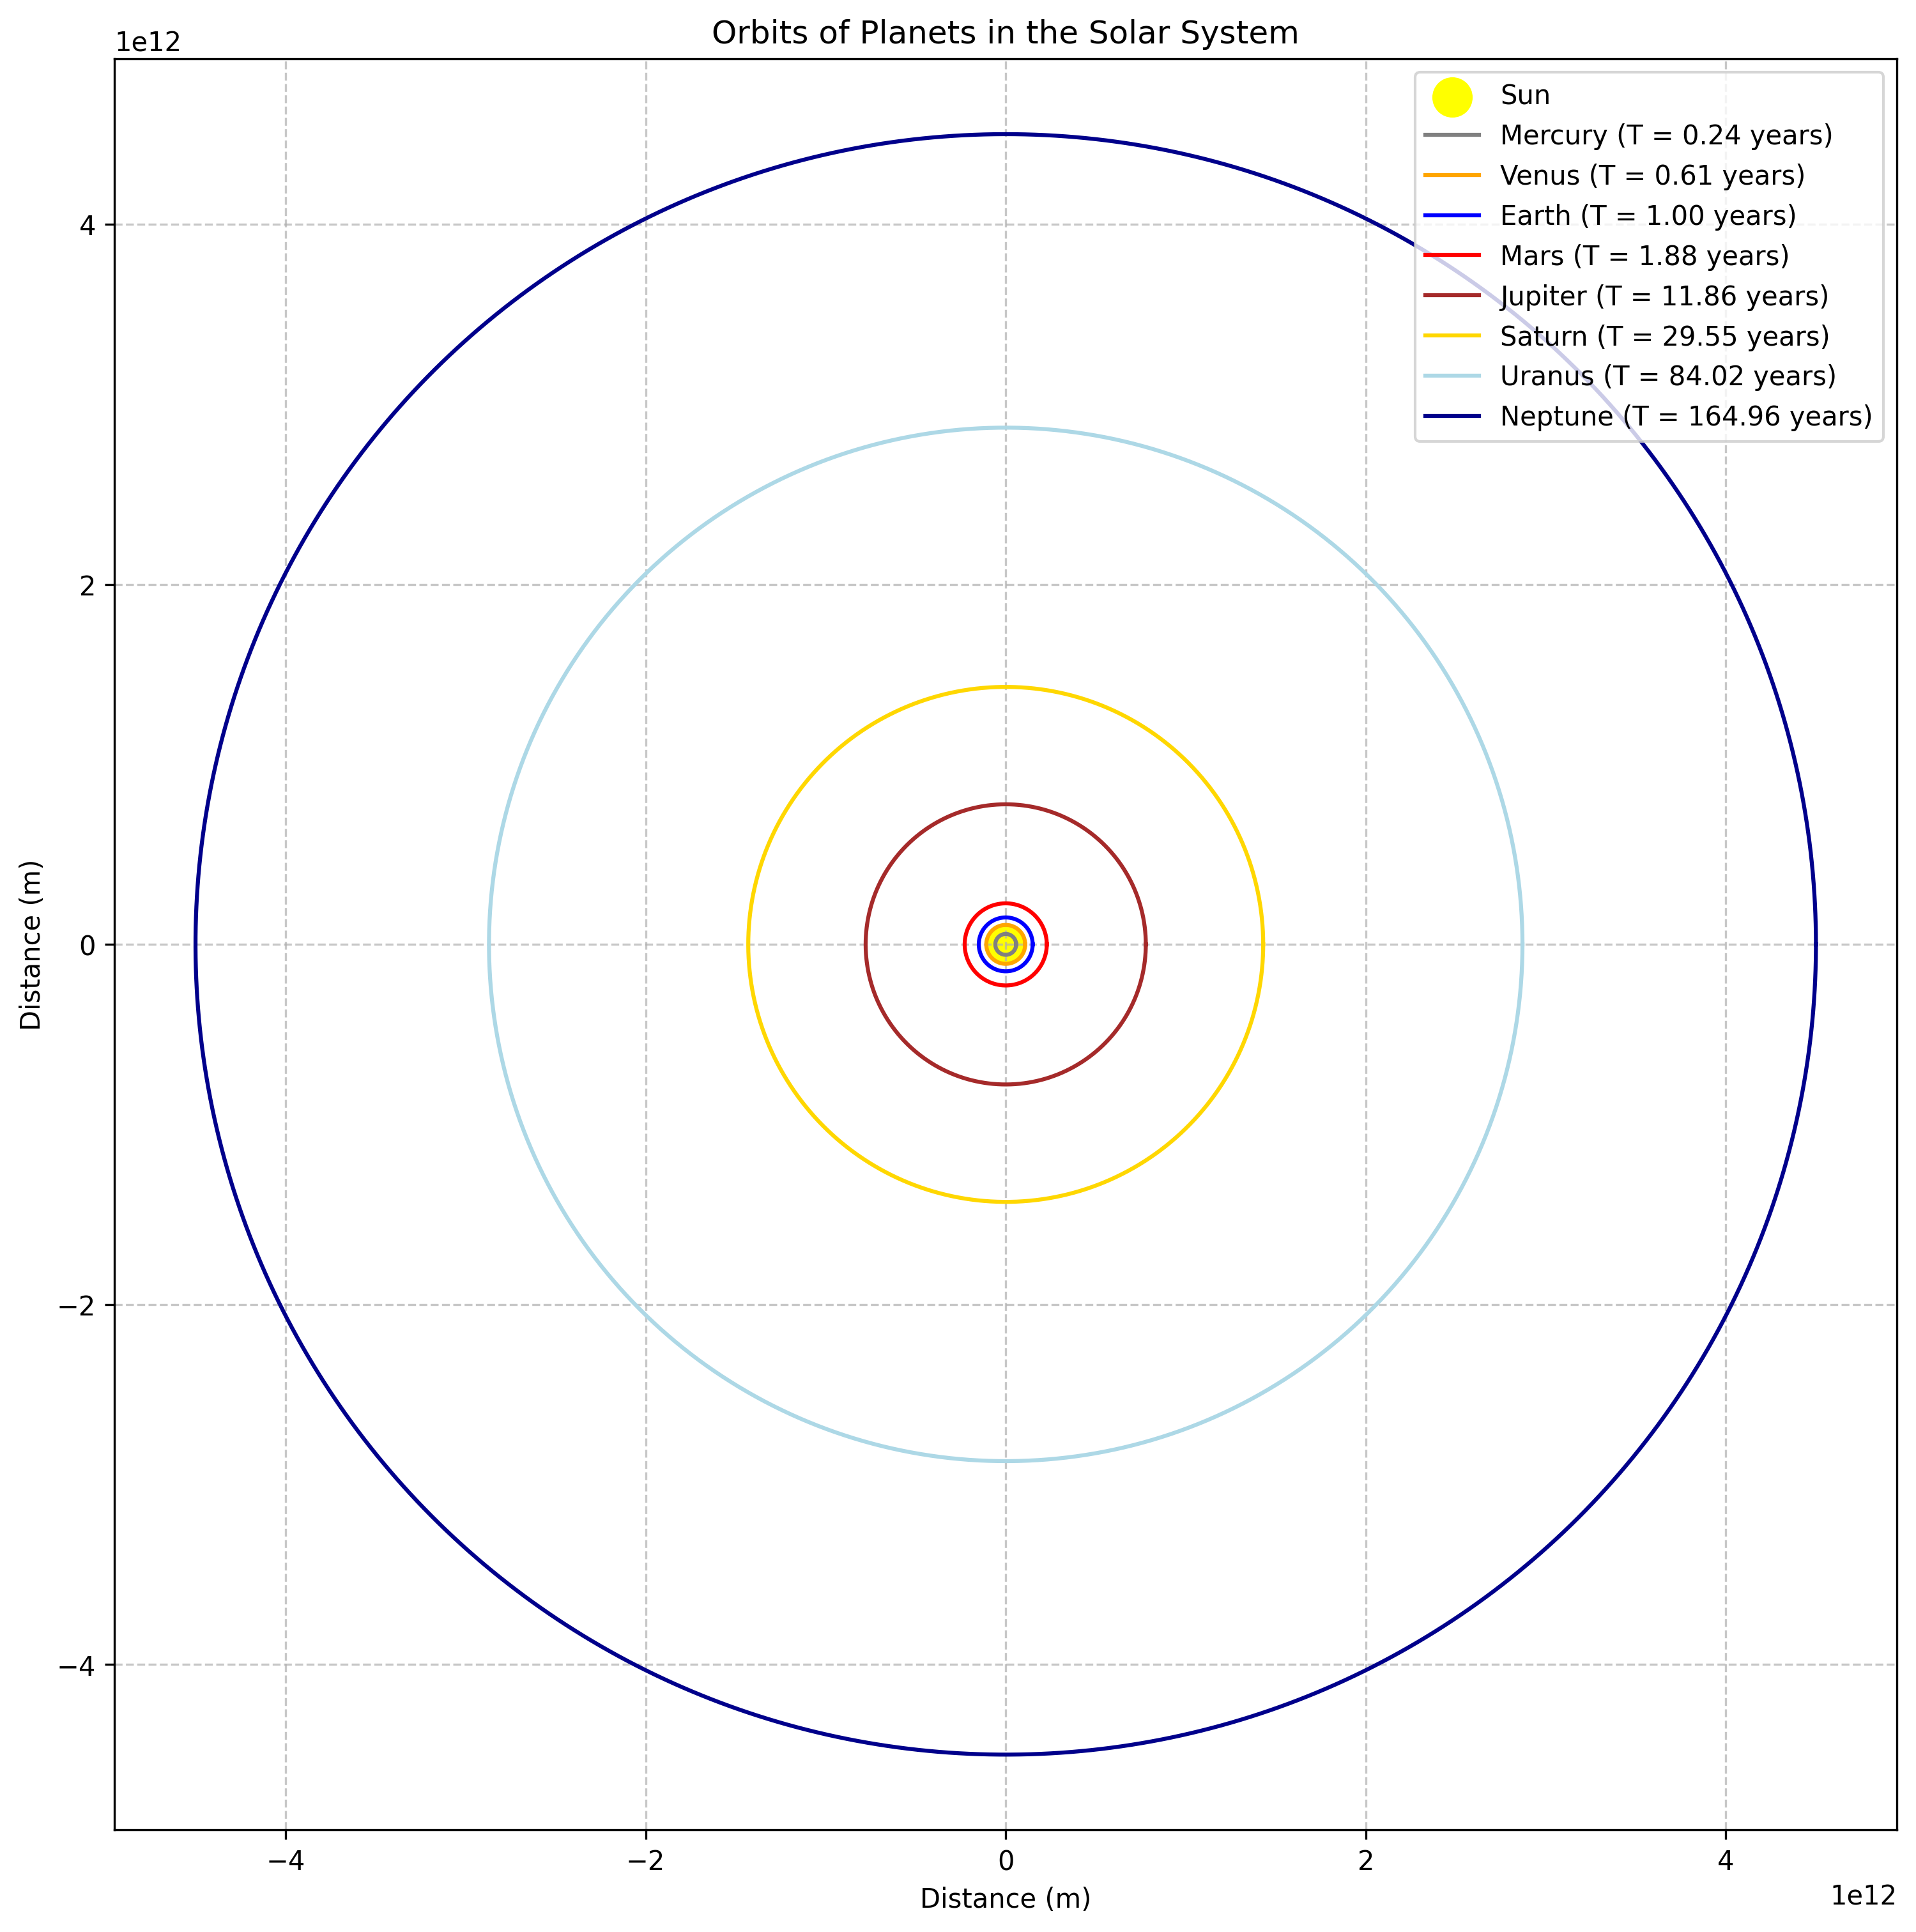 Orbits of Planets in the Solar System
1e12
Sun
Mercury (T = 0.24 years)
Venus (T = 0.61 years)
Earth (T = 1.00 years)
Mars (T = 1.88 years)
Jupiter (T = 11.86 years)
Saturn (T = 29.55 years)
Uranus (T = 84.02 years)
Neptune (T = 164.96 years)
4
2
0
−2
−4
Distance (m)
−4 −2 0 2 4
Distance (m)
1e12